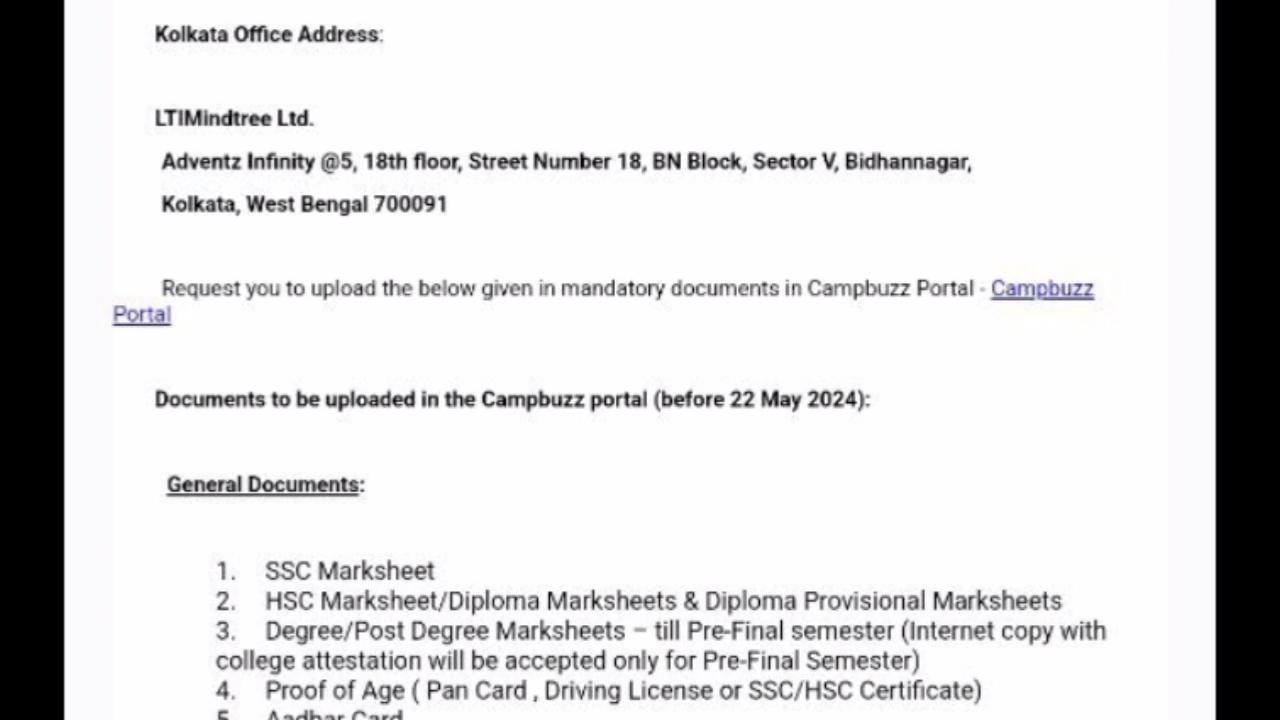 Kolkata Office Address:
LTIMindtree Ltd.
Adventz Infinity @5, 18th floor, Street Number 18, BN Block, Sector V, Bidhannagar,
Kolkata, West Bengal 700091
Request you to upload the below given in mandatory documents in Campbuzz Portal - Campbuzz
Portal
Documents to be uploaded in the Campbuzz portal (before 22 May 2024):
General Documents:
1. SSC Marksheet
2. HSC Marksheet/Diploma Marksheets & Diploma Provisional Marksheets
3. Degree/Post Degree Marksheets – till Pre-Final semester (Internet copy with
college attestation will be accepted only for Pre-Final Semester)
4. Proof of Age ( Pan Card , Driving License or SSC/HSC Certificate)
5. Aadhar Card